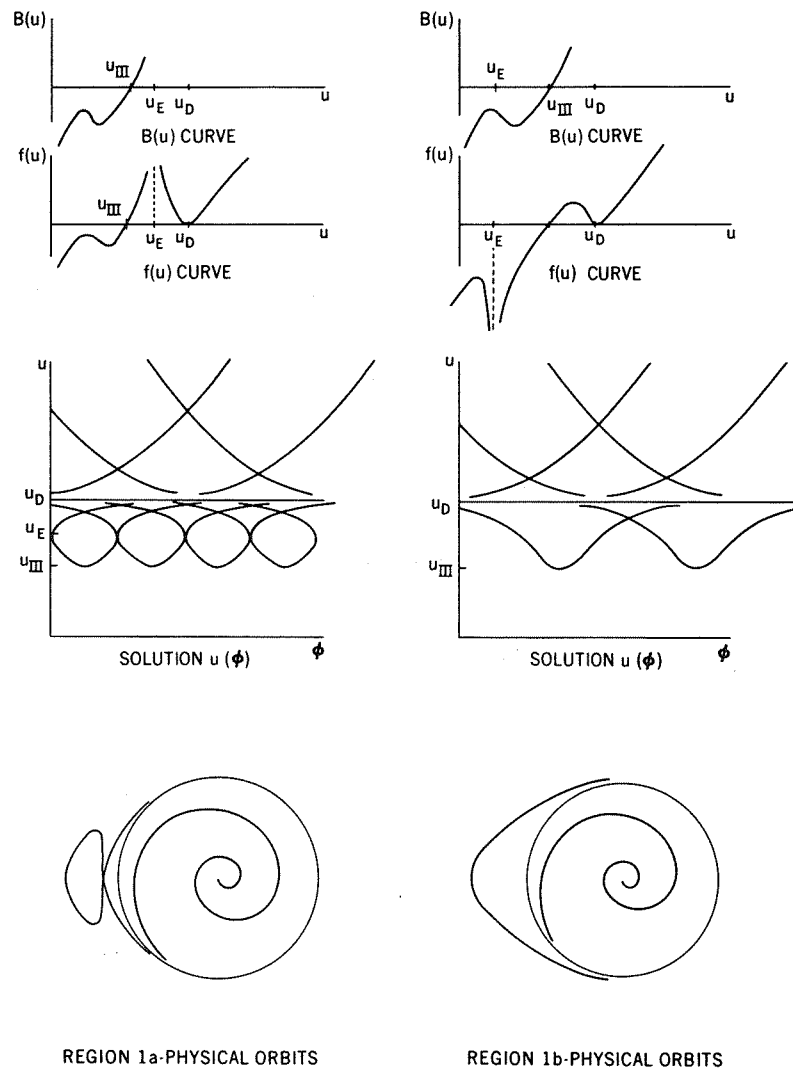 B(u)
u_III
u_E u_D
u
B(u) CURVE
f(u)
u_III
u_E u_D
u
f(u) CURVE
B(u)
u_E
u_III u_D
u
B(u) CURVE
f(u)
u_E
u_D
u
f(u) CURVE
u
u_D
u_E
u_III
SOLUTION u (ϕ)
ϕ
u
u_D
u_III
SOLUTION u (ϕ)
ϕ
REGION 1a-PHYSICAL ORBITS
REGION 1b-PHYSICAL ORBITS